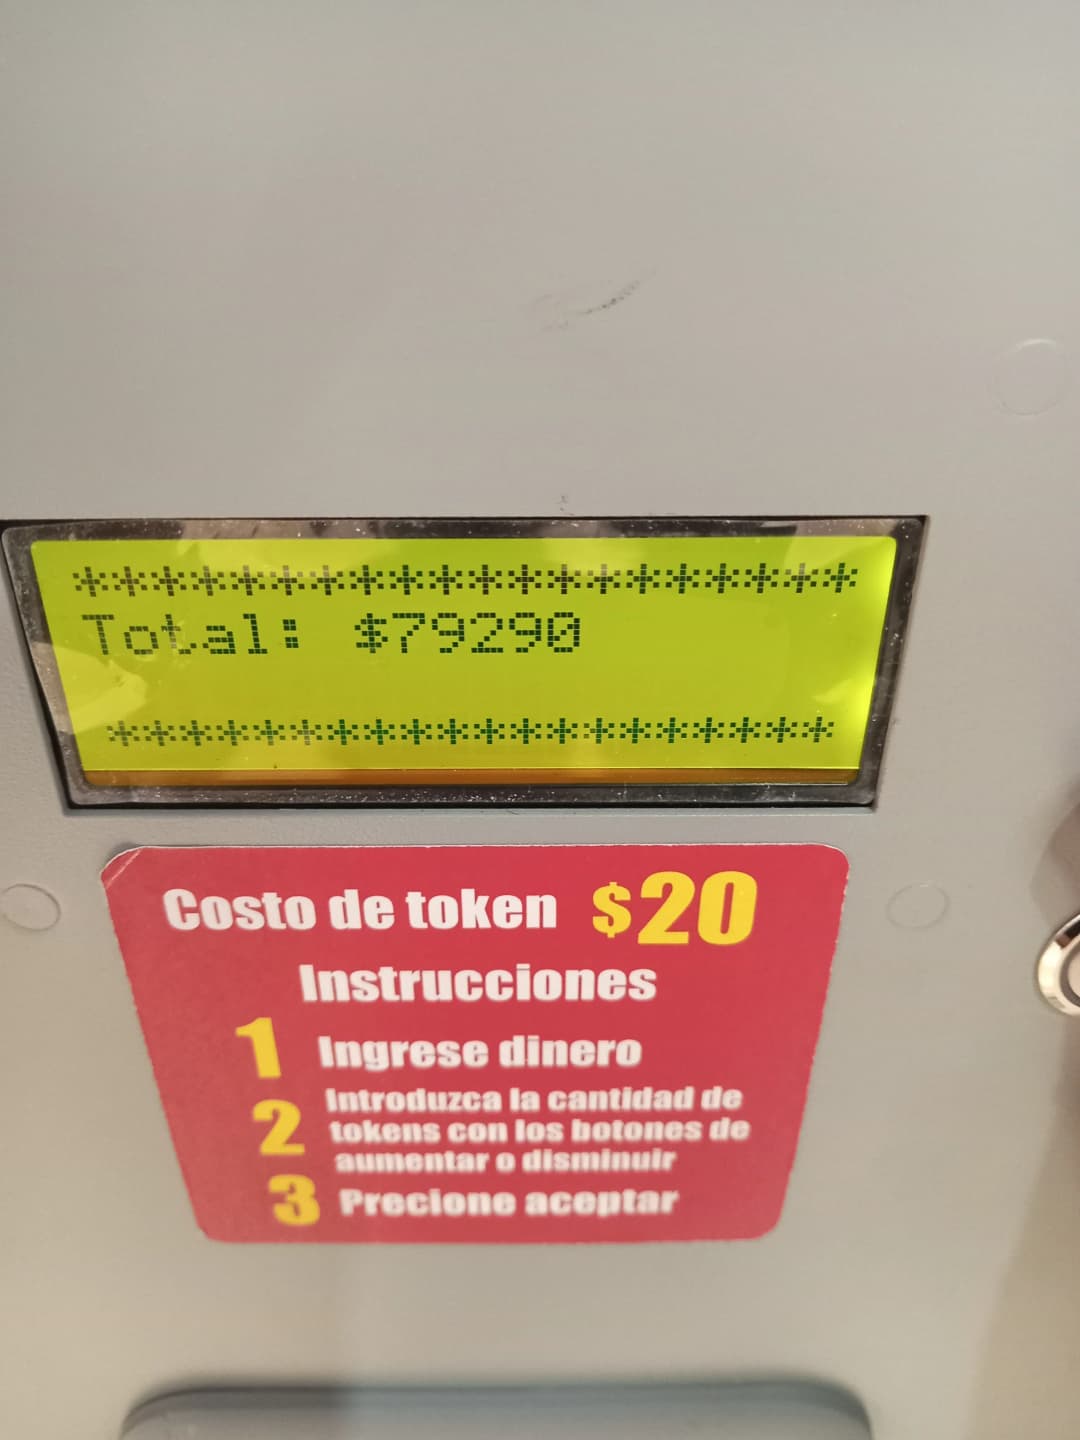 ********************
Total: $79290
********************
Costo de token $20
Instrucciones
1 Ingrese dinero
2 Introduzca la cantidad de
tokens con los botones de
aumentar o disminuir
3 Precione aceptar